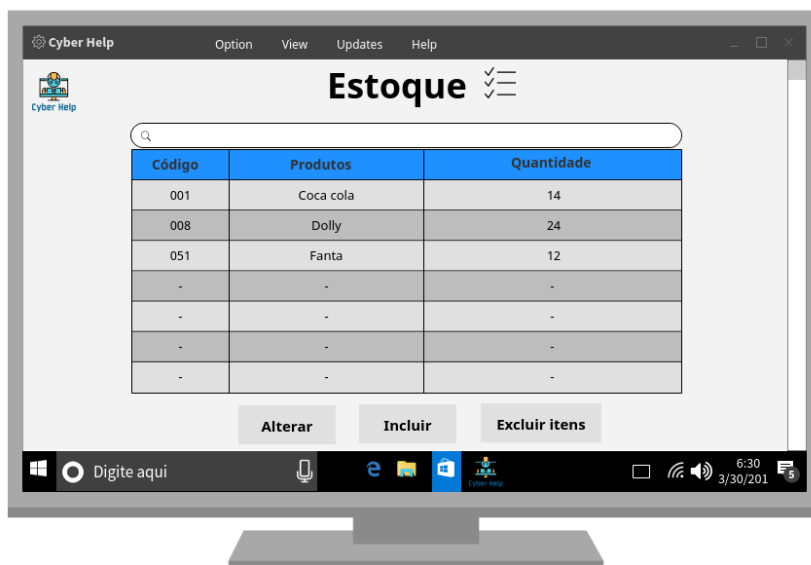 Cyber Help Option View Updates Help
Estoque
Cyber Help
Código Produtos Quantidade
001 Coca cola 14
008 Dolly 24
051 Fanta 12
- - -
- - -
- - -
- - -
Alterar Incluir Excluir itens
Digite aqui
Cyber Help
6:30
3/30/201
5